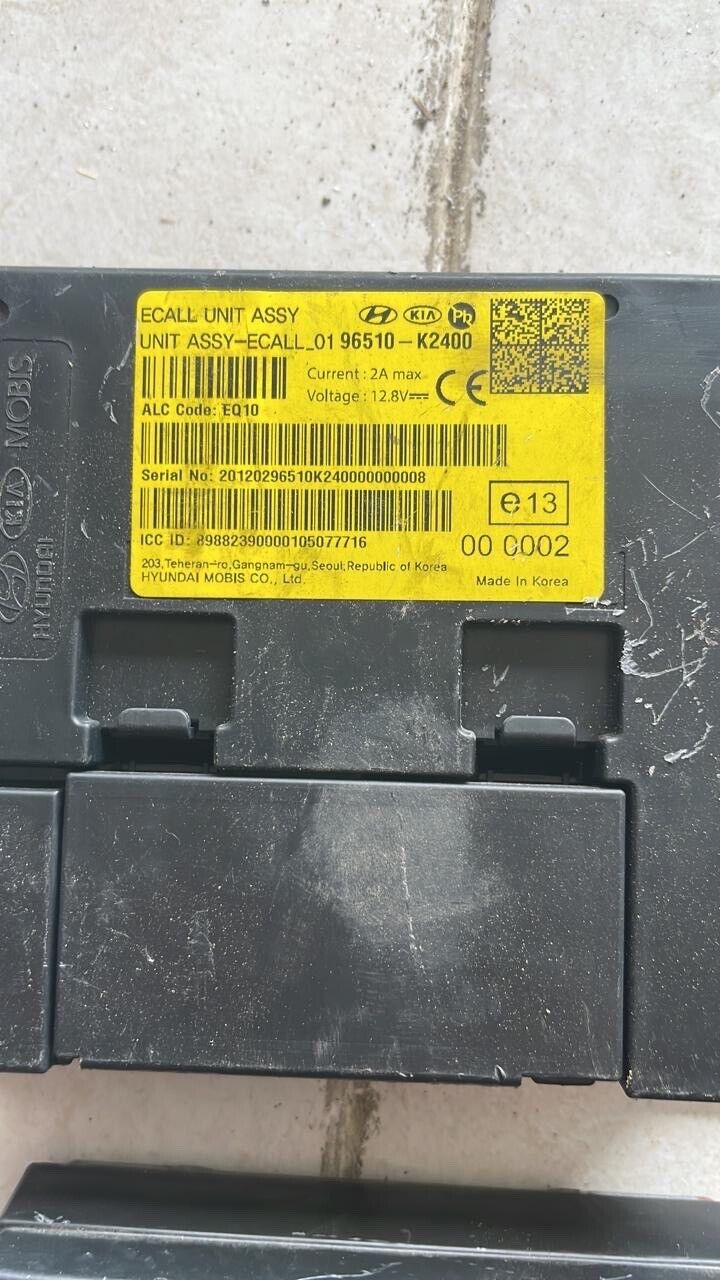 ECALL UNIT ASSY
KIA
Pb
UNIT ASSY-ECALL_01 96510-K2400
Current : 2A max
Voltage : 12.8V
CE
ALC Code: EQ10
Serial No: 20120296510K240000000008
e13
ICC ID: 89882390000105077716
00 0002
203,Teheran-ro,Gangnam-gu,Seoul,Republic of Korea
HYUNDAI MOBIS CO., Ltd.
Made In Korea
HYUNDAI
KIA
MOBIS